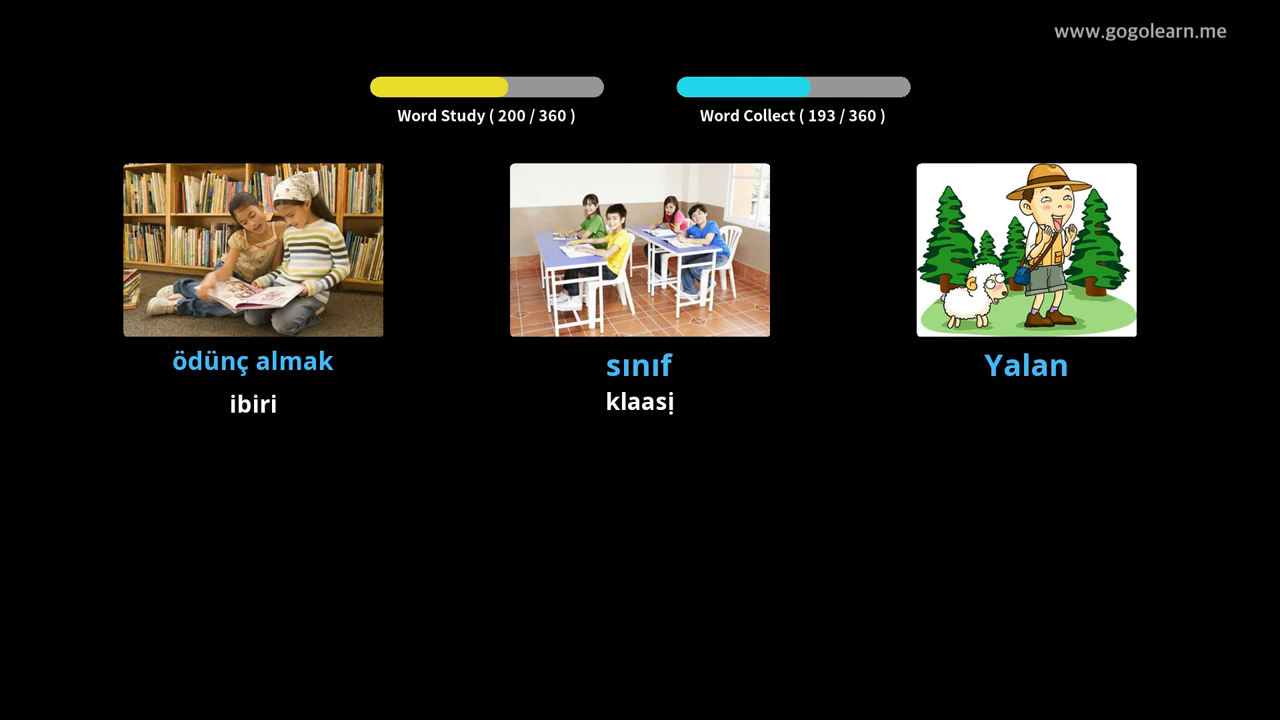 www.gogolearn.me
Word Study ( 200 / 360 )
Word Collect ( 193 / 360 )
ödünç almak
ibiri
sınıf
klaasị
Yalan